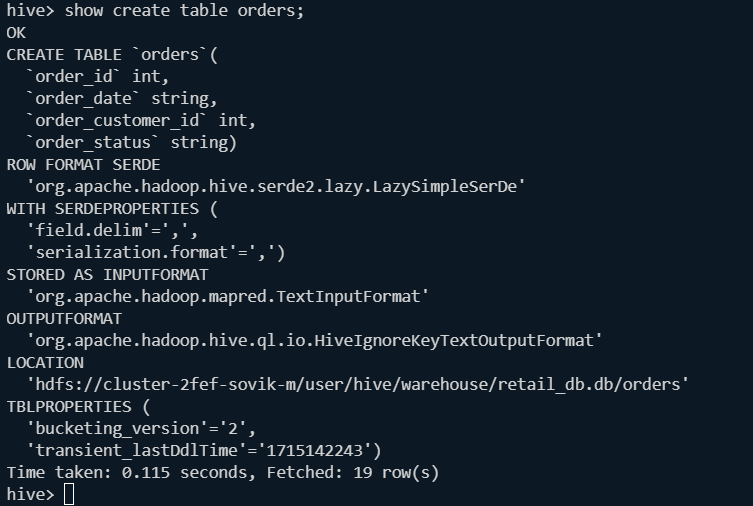 hive> show create table orders;
OK
CREATE TABLE `orders`(
  `order_id` int,
  `order_date` string,
  `order_customer_id` int,
  `order_status` string)
ROW FORMAT SERDE
  'org.apache.hadoop.hive.serde2.lazy.LazySimpleSerDe'
WITH SERDEPROPERTIES (
  'field.delim'=',',
  'serialization.format'=',')
STORED AS INPUTFORMAT
  'org.apache.hadoop.mapred.TextInputFormat'
OUTPUTFORMAT
  'org.apache.hadoop.hive.ql.io.HiveIgnoreKeyTextOutputFormat'
LOCATION
  'hdfs://cluster-2fef-sovik-m/user/hive/warehouse/retail_db.db/orders'
TBLPROPERTIES (
  'bucketing_version'='2',
  'transient_lastDdlTime'='1715142243')
Time taken: 0.115 seconds, Fetched: 19 row(s)
hive>